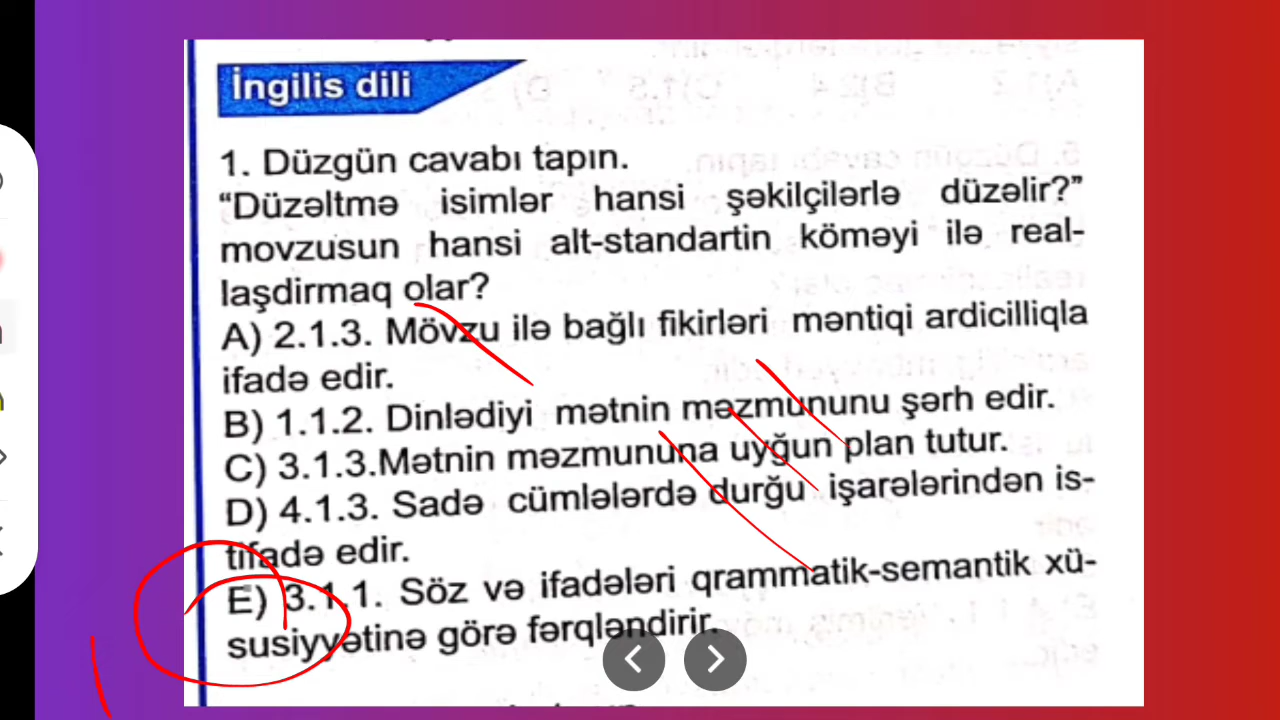 İngilis dili
1. Düzgün cavabı tapın.
“Düzəltmə isimlər hansi şəkilçilərlə düzəlir?”
movzusun hansi alt-standartin köməyi ilə real-
laşdirmaq olar?
A) 2.1.3. Mövzu ilə bağlı fikirləri məntiqi ardicilliqla
ifadə edir.
B) 1.1.2. Dinlədiyi mətnin məzmununu şərh edir.
C) 3.1.3.Mətnin məzmununa uyğun plan tutur.
D) 4.1.3. Sadə cümlələrdə durğu işarələrindən is-
tifadə edir.
E) 3.1.1. Söz və ifadələri qrammatik-semantik xü-
susiyyətinə görə fərqləndirir.